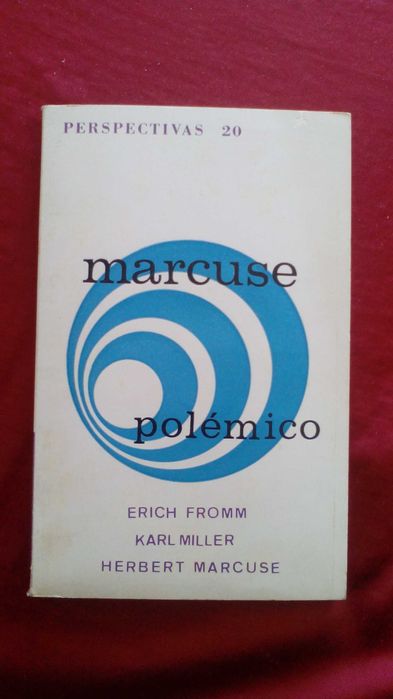 PERSPECTIVAS 20
marcuse
polémico
ERICH FROMM
KARL MILLER
HERBERT MARCUSE